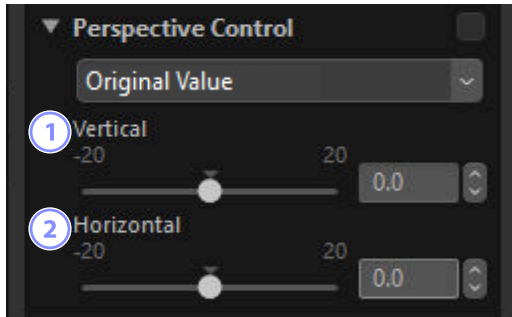 Perspective Control
Original Value
1 Vertical
-20 20
0.0
2 Horizontal
-20 20
0.0